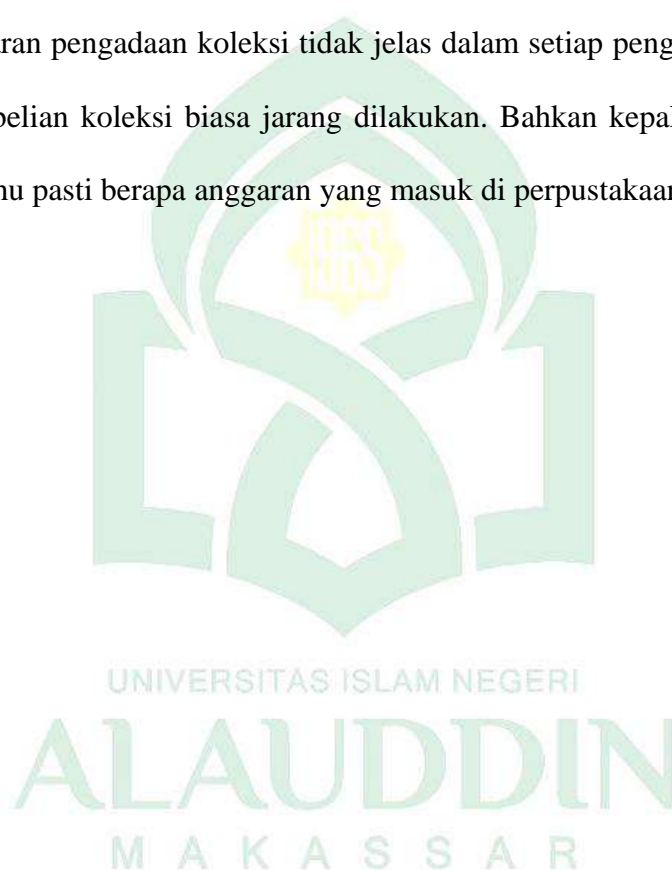 ran pengadaan koleksi tidak jelas dalam setiap peng
belian koleksi biasa jarang dilakukan. Bahkan kepal
hu pasti berapa anggaran yang masuk di perpustakaan
1965
UNIVERSITAS ISLAM NEGERI
ALAUDDIN
MAKASSAR